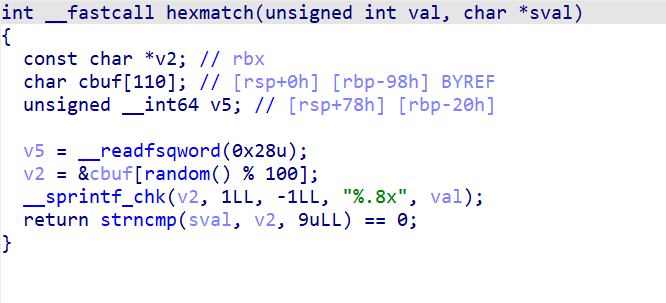 int __fastcall hexmatch(unsigned int val, char *sval)
{
const char *v2; // rbx
char cbuf[110]; // [rsp+0h] [rbp-98h] BYREF
unsigned __int64 v5; // [rsp+78h] [rbp-20h]
v5 = __readfsqword(0x28u);
v2 = &cbuf[random() % 100];
__sprintf_chk(v2, 1LL, -1LL, "%.8x", val);
return strncmp(sval, v2, 9uLL) == 0;
}